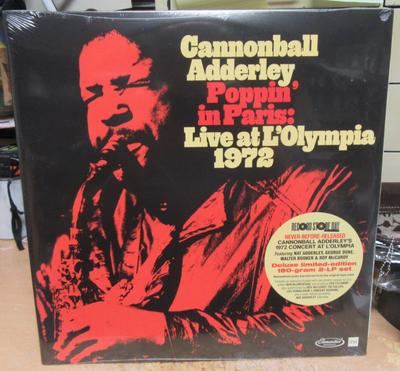 Cannonball
Adderley
Poppin'
in Paris:
Live at L'Olympia
1972
RECORD STORE DAY
NEVER-BEFORE-RELEASED
CANNONBALL ADDERLEY'S
1972 CONCERT AT L'OLYMPIA
Featuring NAT ADDERLEY, GEORGE DUKE,
WALTER BOOKER & ROY McCURDY
Deluxe limited-edition
180-gram 2-LP set